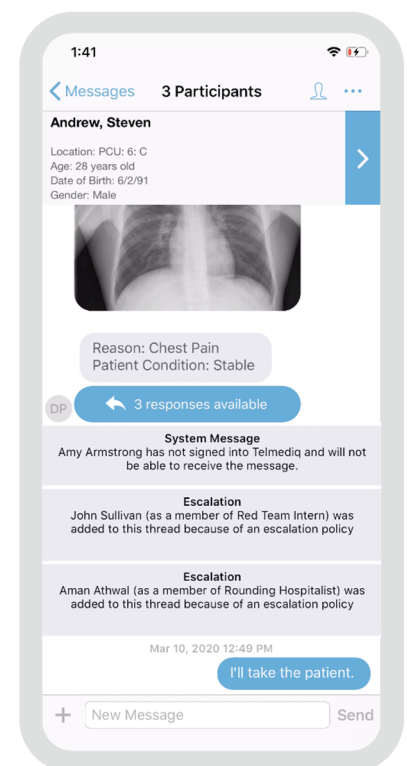 1:41
Messages
3 Participants
Andrew, Steven
Location: PCU: 6: C
Age: 28 years old
Date of Birth: 6/2/91
Gender: Male
Reason: Chest Pain
Patient Condition: Stable
DP
3 responses available
System Message
Amy Armstrong has not signed into Telmediq and will not
be able to receive the message.
Escalation
John Sullivan (as a member of Red Team Intern) was
added to this thread because of an escalation policy
Escalation
Aman Athwal (as a member of Rounding Hospitalist) was
added to this thread because of an escalation policy
Mar 10, 2020 12:49 PM
I'll take the patient.
New Message
Send